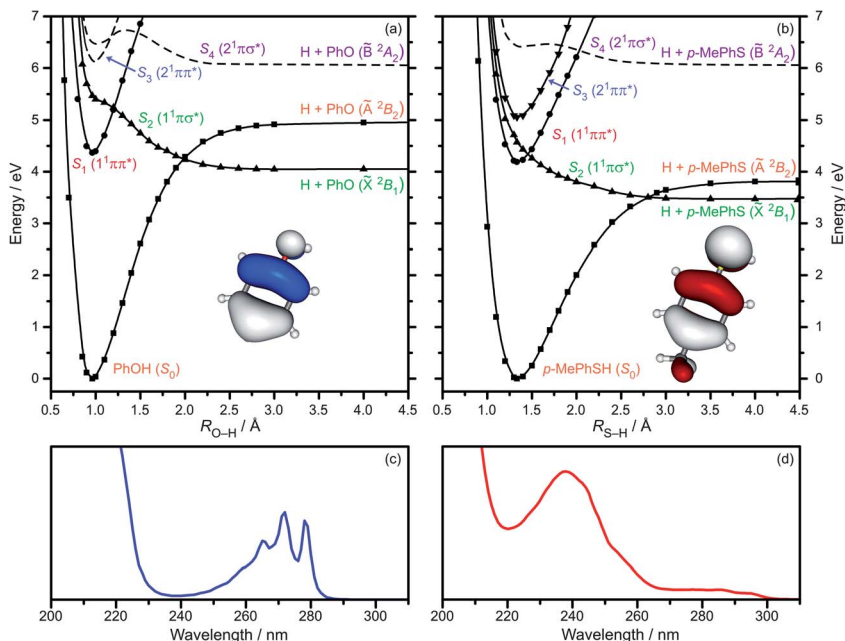 (a)
7
6
5
4
3
2
1
0
Energy / eV
0.5 1.0 1.5 2.0 2.5 3.0 3.5 4.0 4.5
R_O–H / Å
S4 (2¹πσ*)
H + PhO (B̃ ²A2)
S3 (2¹ππ*)
H + PhO (Ã ²B2)
S2 (1¹πσ*)
S1 (1¹ππ*)
H + PhO (X̃ ²B1)
PhOH (S0)
(b)
S4 (2¹πσ*)
H + p-MePhS (B̃ ²A2)
S3 (2¹ππ*)
S1 (1¹ππ*)
H + p-MePhS (Ã ²B2)
S2 (1¹πσ*)
H + p-MePhS (X̃ ²B1)
p-MePhSH (S0)
7
6
5
4
3
2
1
0
Energy / eV
0.5 1.0 1.5 2.0 2.5 3.0 3.5 4.0 4.5
R_S–H / Å
(c)
200 220 240 260 280 300
Wavelength / nm
(d)
200 220 240 260 280 300
Wavelength / nm